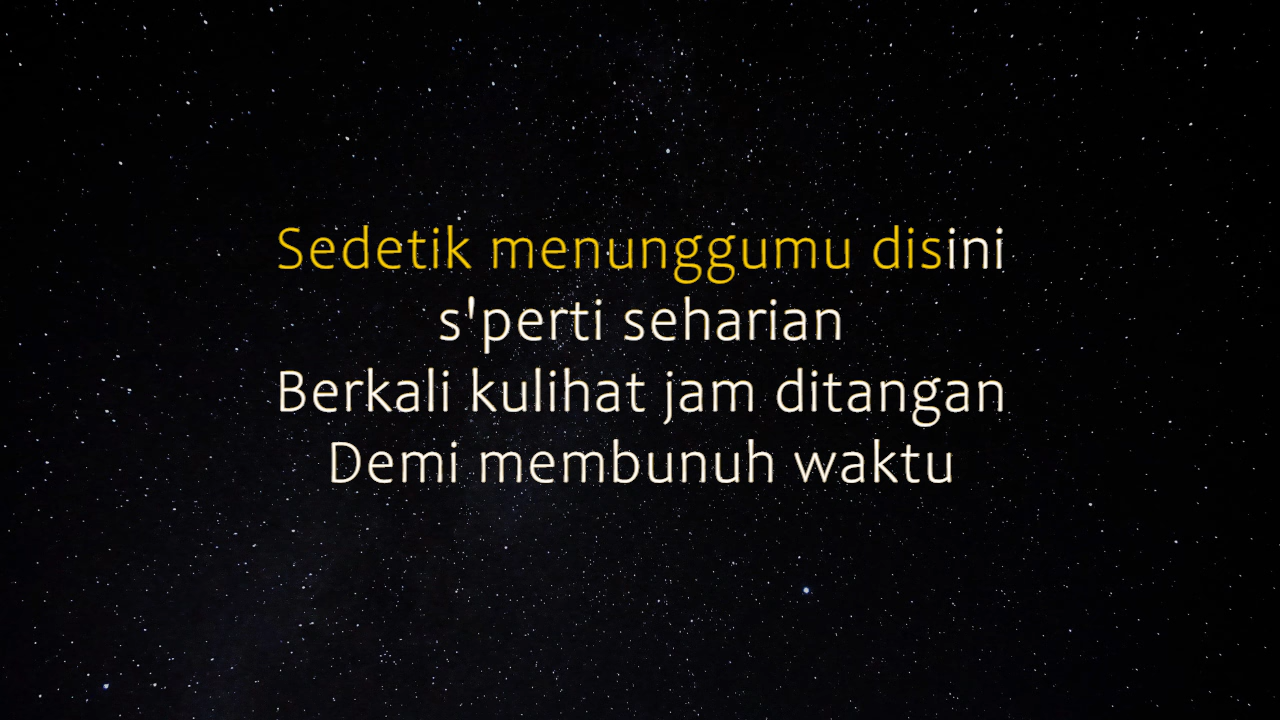 Sedetik menunggumu disini
s'perti seharian
Berkali kulihat jam ditangan
Demi membunuh waktu